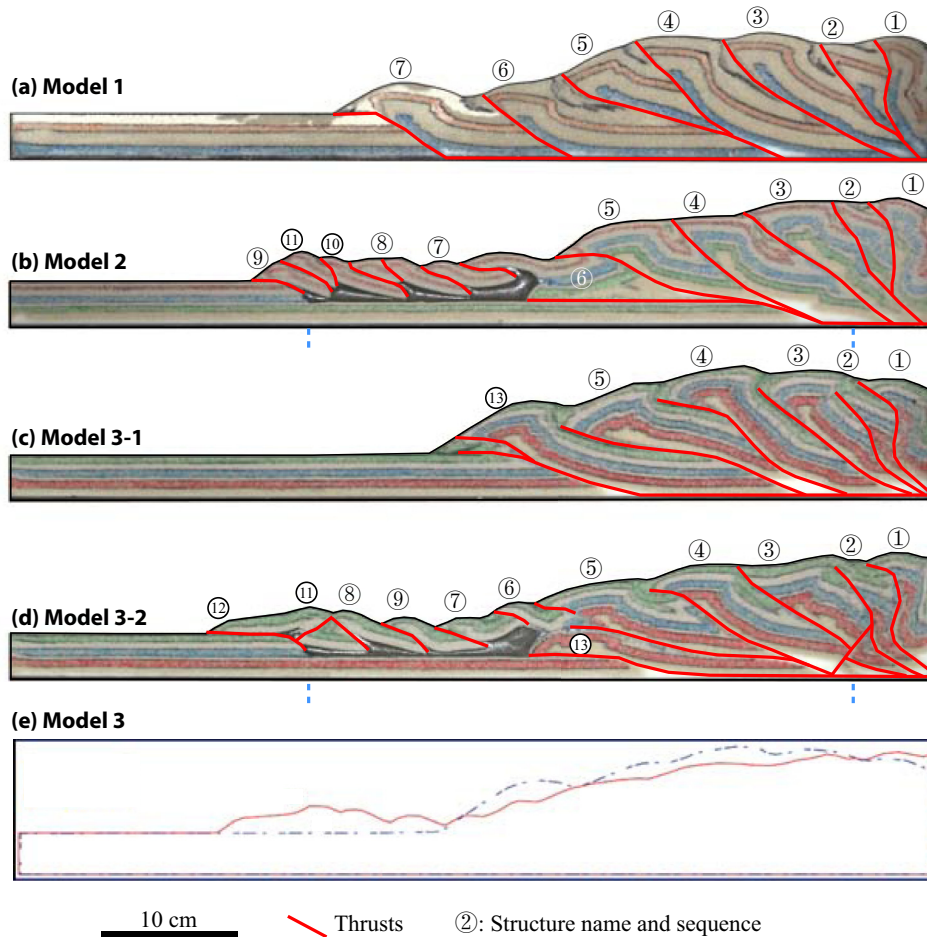 ① ② ③ ④ ⑤ ⑥ ⑦
(a) Model 1
① ② ③ ④ ⑤ ⑥ ⑦ ⑧ ⑩ ⑪ ⑨
(b) Model 2
① ② ③ ④ ⑤ ⑬
(c) Model 3-1
① ② ③ ④ ⑤ ⑥ ⑦ ⑨ ⑧ ⑪ ⑫ ⑬
(d) Model 3-2
(e) Model 3
10 cm
Thrusts
②: Structure name and sequence